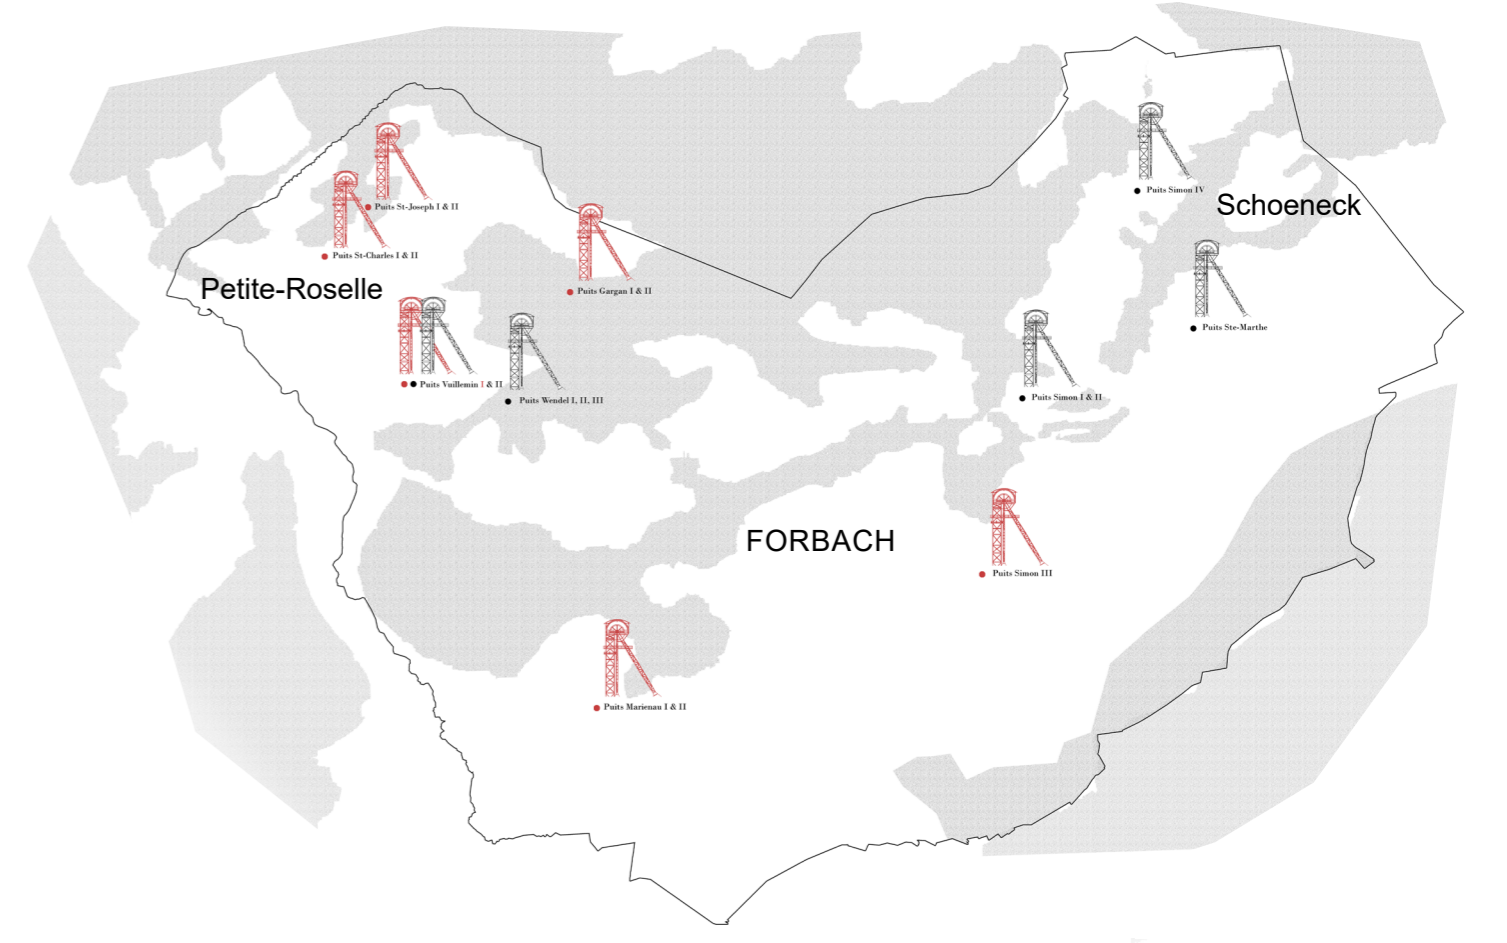 Puits Simon IV
Schoeneck
Puits St-Joseph I & II
Puits St-Charles I & II
Petite-Roselle
Puits Gargan I & II
Puits Ste-Marthe
Puits Vuillemin I & II
Puits Wendel I, II, III
Puits Simon I & II
FORBACH
Puits Simon III
Puits Marienau I & II